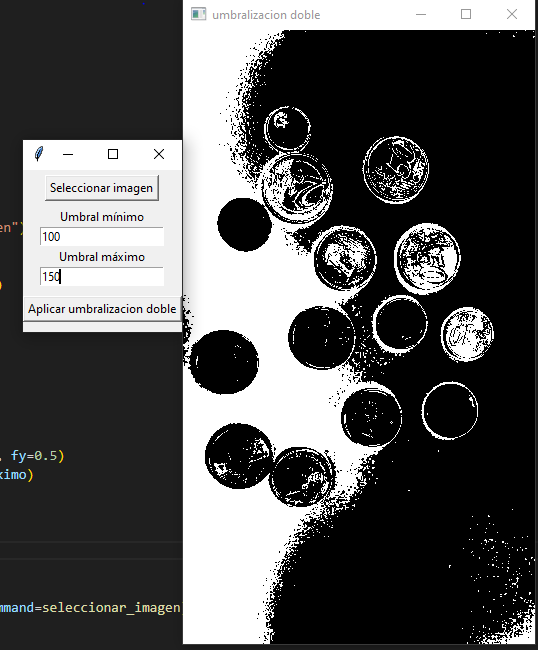 umbralizacion doble
Seleccionar imagen
Umbral mínimo
100
Umbral máximo
150
Aplicar umbralizacion doble
en")
)
, fy=0.5)
ximo)
mmand=seleccionar_imagen